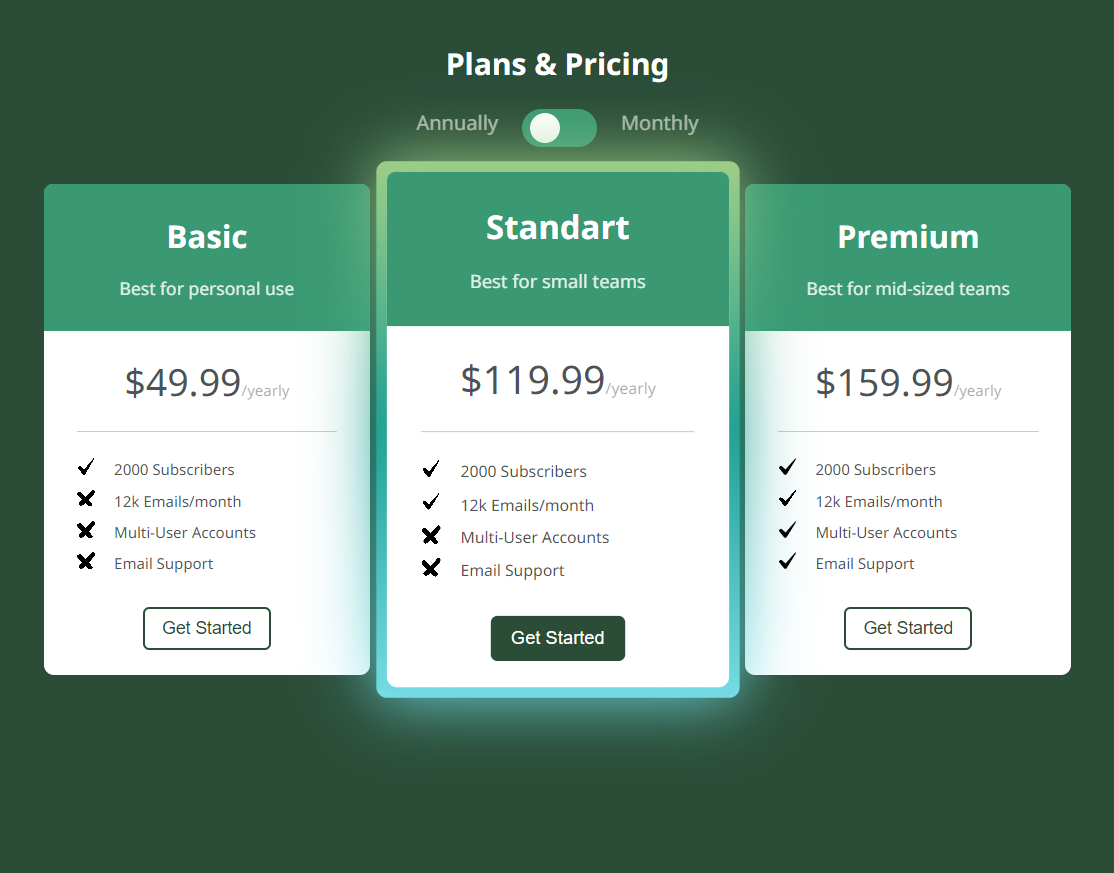 Plans & Pricing
Annually
Monthly
Basic
Best for personal use
$49.99/yearly
2000 Subscribers
12k Emails/month
Multi-User Accounts
Email Support
Get Started
Standart
Best for small teams
$119.99/yearly
2000 Subscribers
12k Emails/month
Multi-User Accounts
Email Support
Get Started
Premium
Best for mid-sized teams
$159.99/yearly
2000 Subscribers
12k Emails/month
Multi-User Accounts
Email Support
Get Started